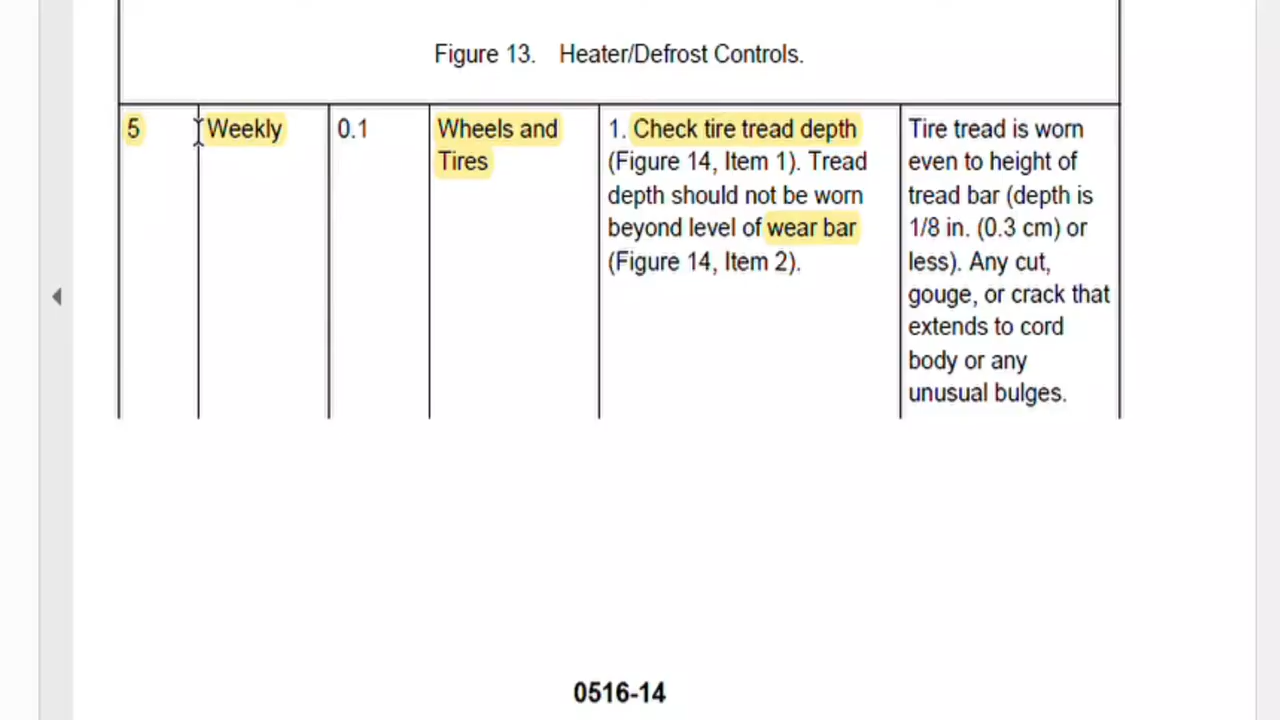 Figure 13. Heater/Defrost Controls.
5 Weekly 0.1 Wheels and 1. Check tire tread depth Tire tread is worn
Tires (Figure 14, Item 1). Tread even to height of
depth should not be worn tread bar (depth is
beyond level of wear bar 1/8 in. (0.3 cm) or
(Figure 14, Item 2). less). Any cut,
gouge, or crack that
extends to cord
body or any
unusual bulges.
0516-14